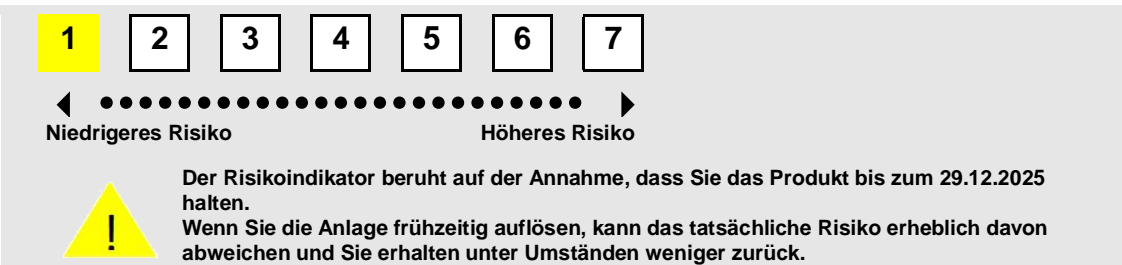 1 2 3 4 5 6 7
Niedrigeres Risiko Höheres Risiko
Der Risikoindikator beruht auf der Annahme, dass Sie das Produkt bis zum 29.12.2025
halten.
Wenn Sie die Anlage frühzeitig auflösen, kann das tatsächliche Risiko erheblich davon
abweichen und Sie erhalten unter Umständen weniger zurück.
!